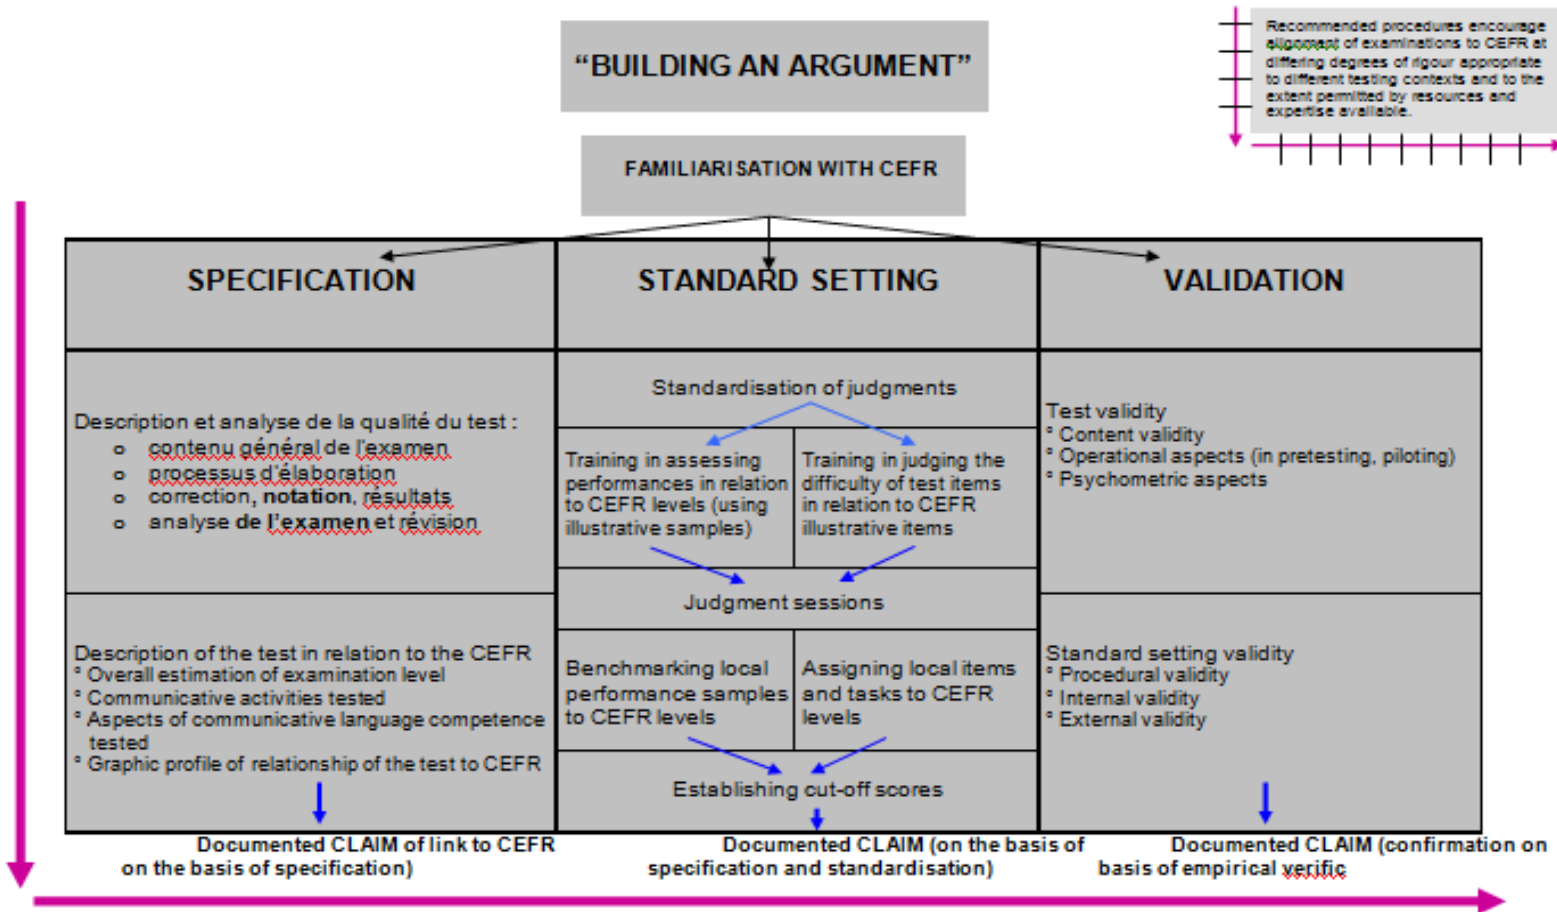 “BUILDING AN ARGUMENT”
Recommended procedures encourage
alignment of examinations to CEFR at
differing degrees of rigour appropriate
to different testing contexts and to the
extent permitted by resources and
expertise available.
FAMILIARISATION WITH CEFR
SPECIFICATION
STANDARD SETTING
VALIDATION
Description et analyse de la qualité du test :
o contenu général de l'examen
o processus d'élaboration
o correction, notation, résultats
o analyse de l'examen et révision
Description of the test in relation to the CEFR
° Overall estimation of examination level
° Communicative activities tested
° Aspects of communicative language competence
tested
° Graphic profile of relationship of the test to CEFR
Standardisation of judgments
Training in assessing
performances in relation
to CEFR levels (using
illustrative samples)
Training in judging the
difficulty of test items
in relation to CEFR
illustrative items
Judgment sessions
Benchmarking local
performance samples
to CEFR levels
Assigning local items
and tasks to CEFR
levels
Establishing cut-off scores
Test validity
° Content validity
° Operational aspects (in pretesting, piloting)
° Psychometric aspects
Standard setting validity
° Procedural validity
° Internal validity
° External validity
Documented CLAIM of link to CEFR
on the basis of specification)
Documented CLAIM (on the basis of
specification and standardisation)
Documented CLAIM (confirmation on
basis of empirical verific